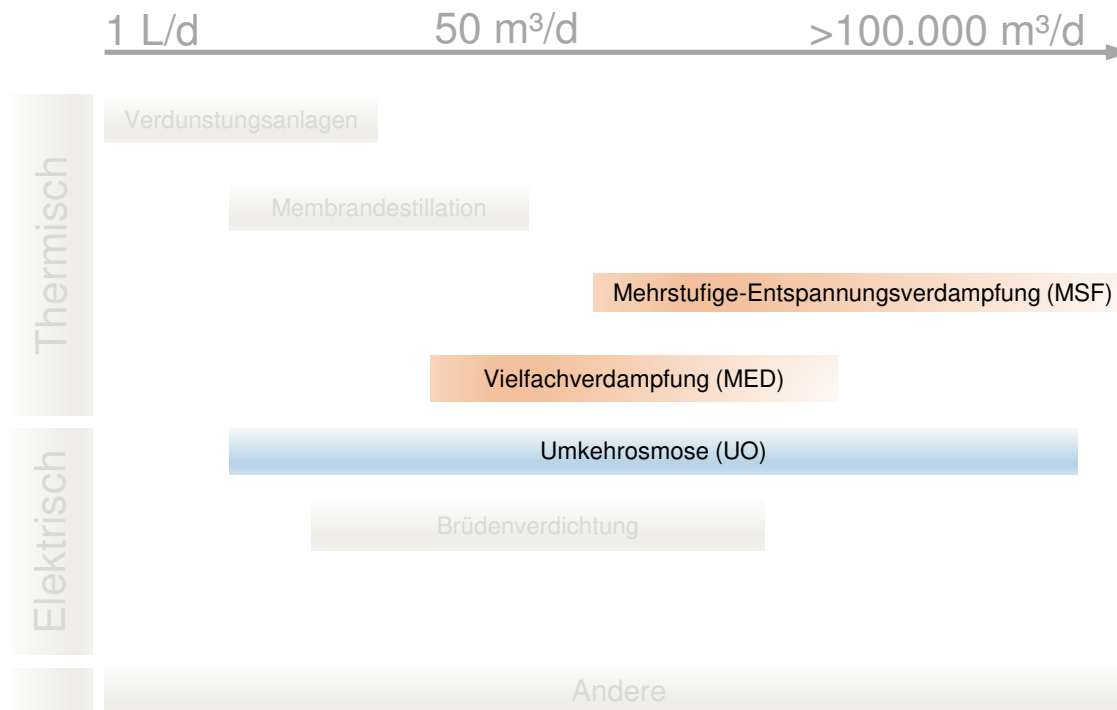 1 L/d 50 m³/d >100.000 m³/d
Thermisch
Verdunstungsanlagen
Membrandestillation
Mehrstufige-Entspannungsverdampfung (MSF)
Vielfachverdampfung (MED)
Elektrisch
Umkehrosmose (UO)
Brüdenverdichtung
Andere